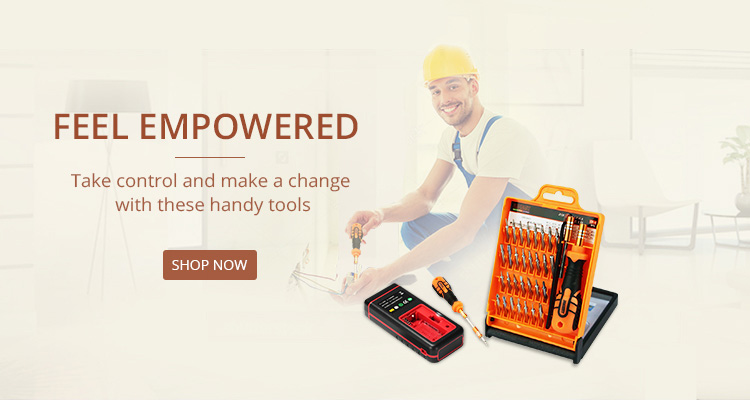 FEEL EMPOWERED
Take control and make a change
with these handy tools
SHOP NOW